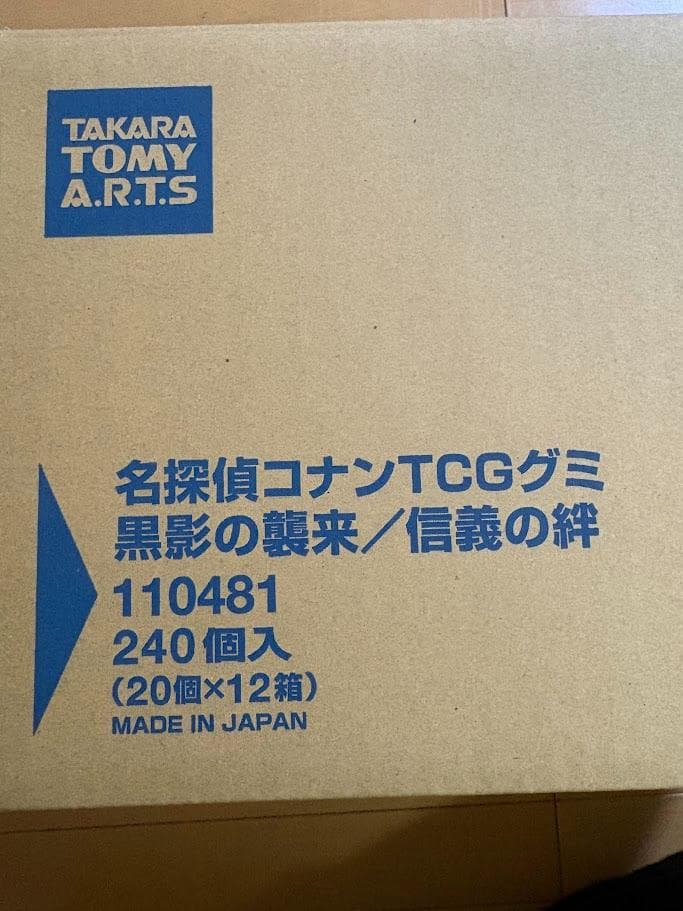 TAKARA
TOMY
A.R.T.S
名探偵コナンTCGグミ
黒影の襲来／信義の絆
110481
240個入
（20個×12箱）
MADE IN JAPAN